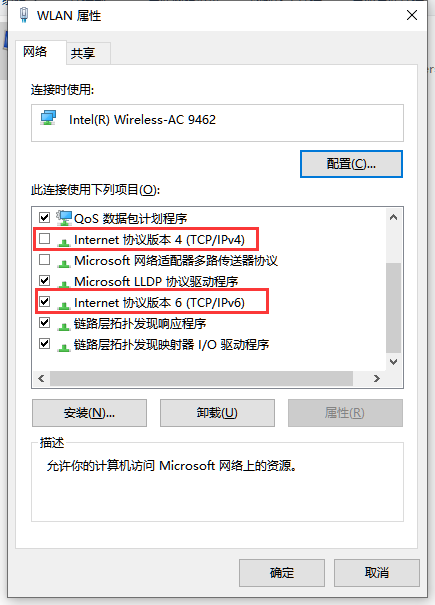 WLAN 属性
网络
共享
连接时使用:
Intel(R) Wireless-AC 9462
配置(C)...
此连接使用下列项目(O):
QoS 数据包计划程序
Internet 协议版本 4 (TCP/IPv4)
Microsoft 网络适配器多路传送器协议
Microsoft LLDP 协议驱动程序
Internet 协议版本 6 (TCP/IPv6)
链路层拓扑发现响应程序
链路层拓扑发现映射器 I/O 驱动程序
安装(N)...
卸载(U)
属性(R)
描述
允许你的计算机访问 Microsoft 网络上的资源。
确定
取消